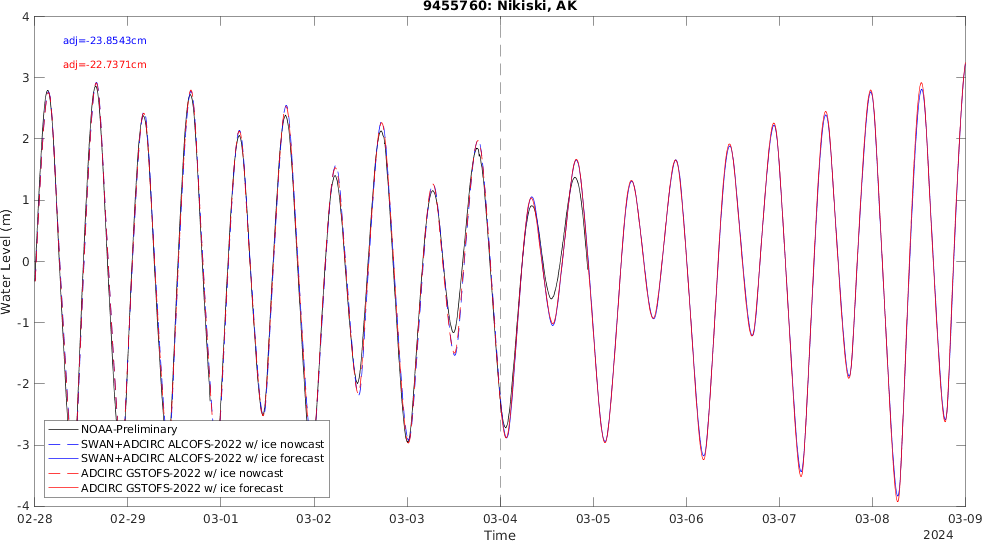 9455760: Nikiski, AK
adj=-23.8543cm
adj=-22.7371cm
Water Level (m)
4
3
2
1
0
-1
-2
-3
-4
NOAA-Preliminary
SWAN+ADCIRC ALCOFS-2022 w/ ice nowcast
SWAN+ADCIRC ALCOFS-2022 w/ ice forecast
ADCIRC GSTOFS-2022 w/ ice nowcast
ADCIRC GSTOFS-2022 w/ ice forecast
02-28 02-29 03-01 03-02 03-03 03-04 03-05 03-06 03-07 03-08 03-09
Time
2024